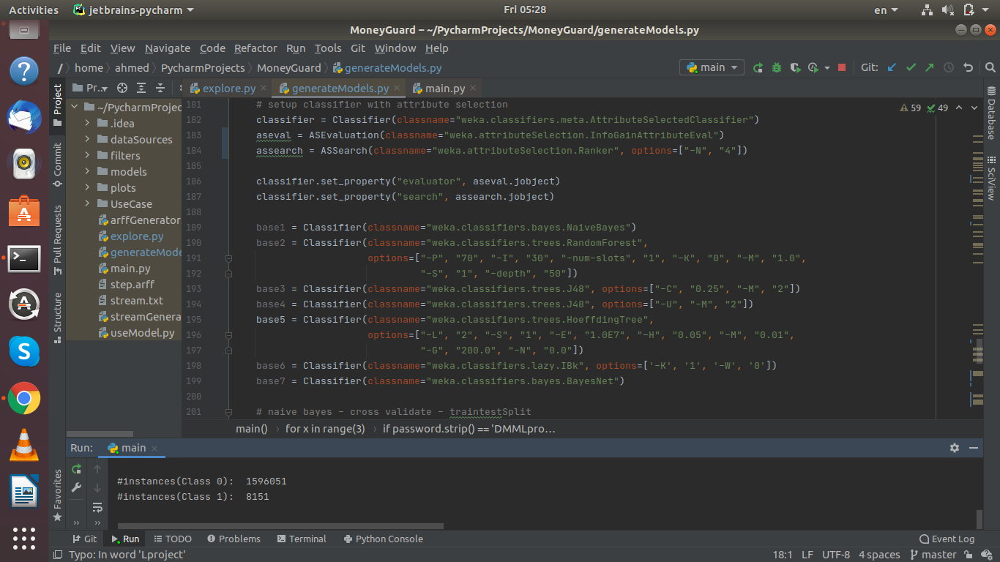 Activities jetbrains-pycharm Fri 05:28 en
MoneyGuard – ~/PycharmProjects/MoneyGuard/generateModels.py
File Edit View Navigate Code Refactor Run Tools Git Window Help
/ home ahmed PycharmProjects MoneyGuard generateModels.py main Git:
Project
Commit
Pull Requests
Structure
Favorites
Pr...
~/PycharmProjec
.idea
dataSources
filters
models
plots
UseCase
arffGenerator
explore.py
generateMode
main.py
step.arff
stream.txt
streamGenera
useModel.py
explore.py generateModels.py main.py
59 49
181 # setup classifier with attribute selection
182 classifier = Classifier(classname="weka.classifiers.meta.AttributeSelectedClassifier")
183 aseval = ASEvaluation(classname="weka.attributeSelection.InfoGainAttributeEval")
184 assearch = ASSearch(classname="weka.attributeSelection.Ranker", options=["-N", "4"])
185
186 classifier.set_property("evaluator", aseval.jobject)
187 classifier.set_property("search", assearch.jobject)
188
189 base1 = Classifier(classname="weka.classifiers.bayes.NaiveBayes")
190 base2 = Classifier(classname="weka.classifiers.trees.RandomForest",
191 options=["-P", "70", "-I", "30", "-num-slots", "1", "-K", "0", "-M", "1.0",
192 "-S", "1", "-depth", "50"])
193 base3 = Classifier(classname="weka.classifiers.trees.J48", options=["-C", "0.25", "-M", "2"])
194 base4 = Classifier(classname="weka.classifiers.trees.J48", options=["-U", "-M", "2"])
195 base5 = Classifier(classname="weka.classifiers.trees.HoeffdingTree",
196 options=["-L", "2", "-S", "1", "-E", "1.0E7", "-H", "0.05", "-M", "0.01",
197 "-G", "200.0", "-N", "0.0"])
198 base6 = Classifier(classname="weka.classifiers.lazy.IBk", options=['-K', '1', '-W', '0'])
199 base7 = Classifier(classname="weka.classifiers.bayes.BayesNet")
200
201 # naive bayes - cross validate - traintestSplit
Database
SciView
main() for x in range(3) if password.strip() == 'DMMLpro...
Run: main
#instances(Class 0): 1596051
#instances(Class 1): 8151
Git Run TODO Problems Terminal Python Console Event Log
Typo: In word 'Lproject' 18:1 LF UTF-8 4 spaces master